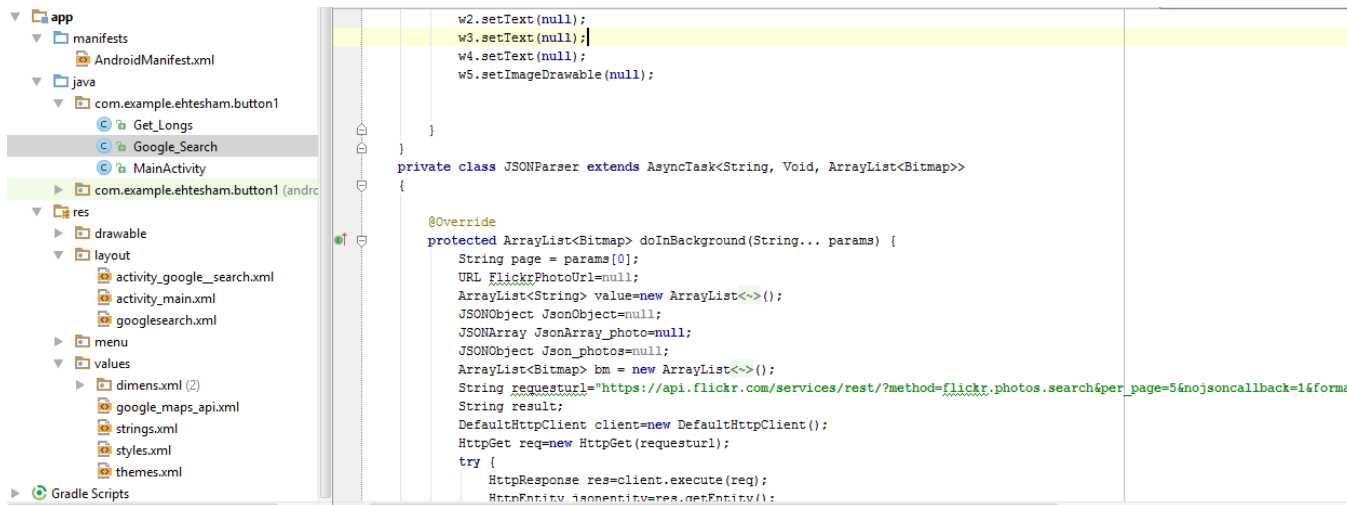 app
manifests
AndroidManifest.xml
java
com.example.ehtesham.button1
Get_Longs
Google_Search
MainActivity
com.example.ehtesham.button1 (andro
res
drawable
layout
activity_google__search.xml
activity_main.xml
googlesearch.xml
menu
values
dimens.xml (2)
google_maps_api.xml
strings.xml
styles.xml
themes.xml
Gradle Scripts
w2.setText(null);
w3.setText(null);
w4.setText(null);
w5.setImageDrawable(null);
}
}
private class JSONParser extends AsyncTask<String, Void, ArrayList<Bitmap>>
{
@Override
protected ArrayList<Bitmap> doInBackground(String... params) {
String page = params[0];
URL FlickrPhotoUrl=null;
ArrayList<String> value=new ArrayList<~>();
JSONObject JsonObject=null;
JSONArray JsonArray_photo=null;
JSONObject Json_photos=null;
ArrayList<Bitmap> bm = new ArrayList<~>();
String requesturl="https://api.flickr.com/services/rest/?method=flickr.photos.search&per_page=5&nojsoncallback=1&forma
String result;
DefaultHttpClient client=new DefaultHttpClient();
HttpGet req=new HttpGet(requesturl);
try {
HttpResponse res=client.execute(req);
HttpEntity jsonentity=res.getEntity();